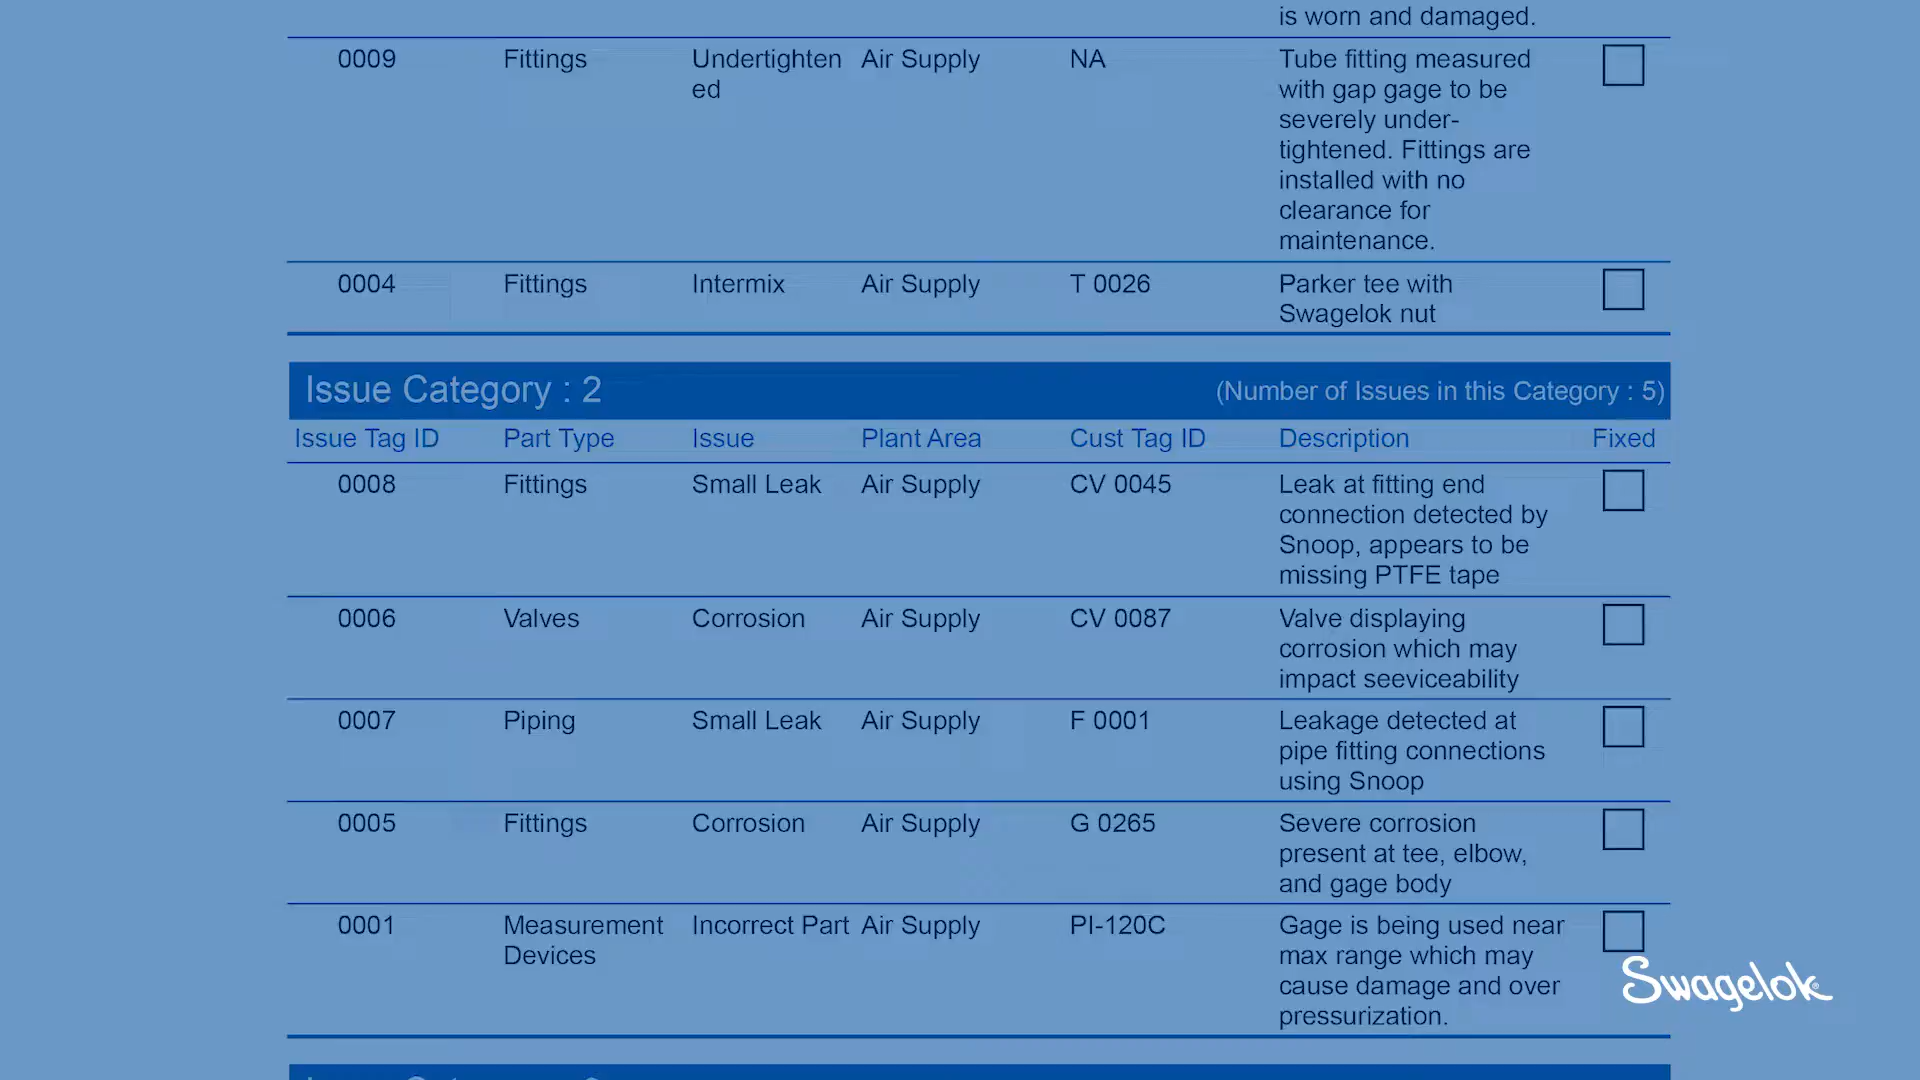 is worn and damaged.
0009 Fittings Undertighten Air Supply NA Tube fitting measured
ed with gap gage to be
severely under-
tightened. Fittings are
installed with no
clearance for
maintenance.
0004 Fittings Intermix Air Supply T 0026 Parker tee with
Swagelok nut
Issue Category : 2 (Number of Issues in this Category : 5)
Issue Tag ID Part Type Issue Plant Area Cust Tag ID Description Fixed
0008 Fittings Small Leak Air Supply CV 0045 Leak at fitting end
connection detected by
Snoop, appears to be
missing PTFE tape
0006 Valves Corrosion Air Supply CV 0087 Valve displaying
corrosion which may
impact seeviceability
0007 Piping Small Leak Air Supply F 0001 Leakage detected at
pipe fitting connections
using Snoop
0005 Fittings Corrosion Air Supply G 0265 Severe corrosion
present at tee, elbow,
and gage body
0001 Measurement Incorrect Part Air Supply PI-120C Gage is being used near
Devices max range which may
cause damage and over
pressurization.
Swagelok